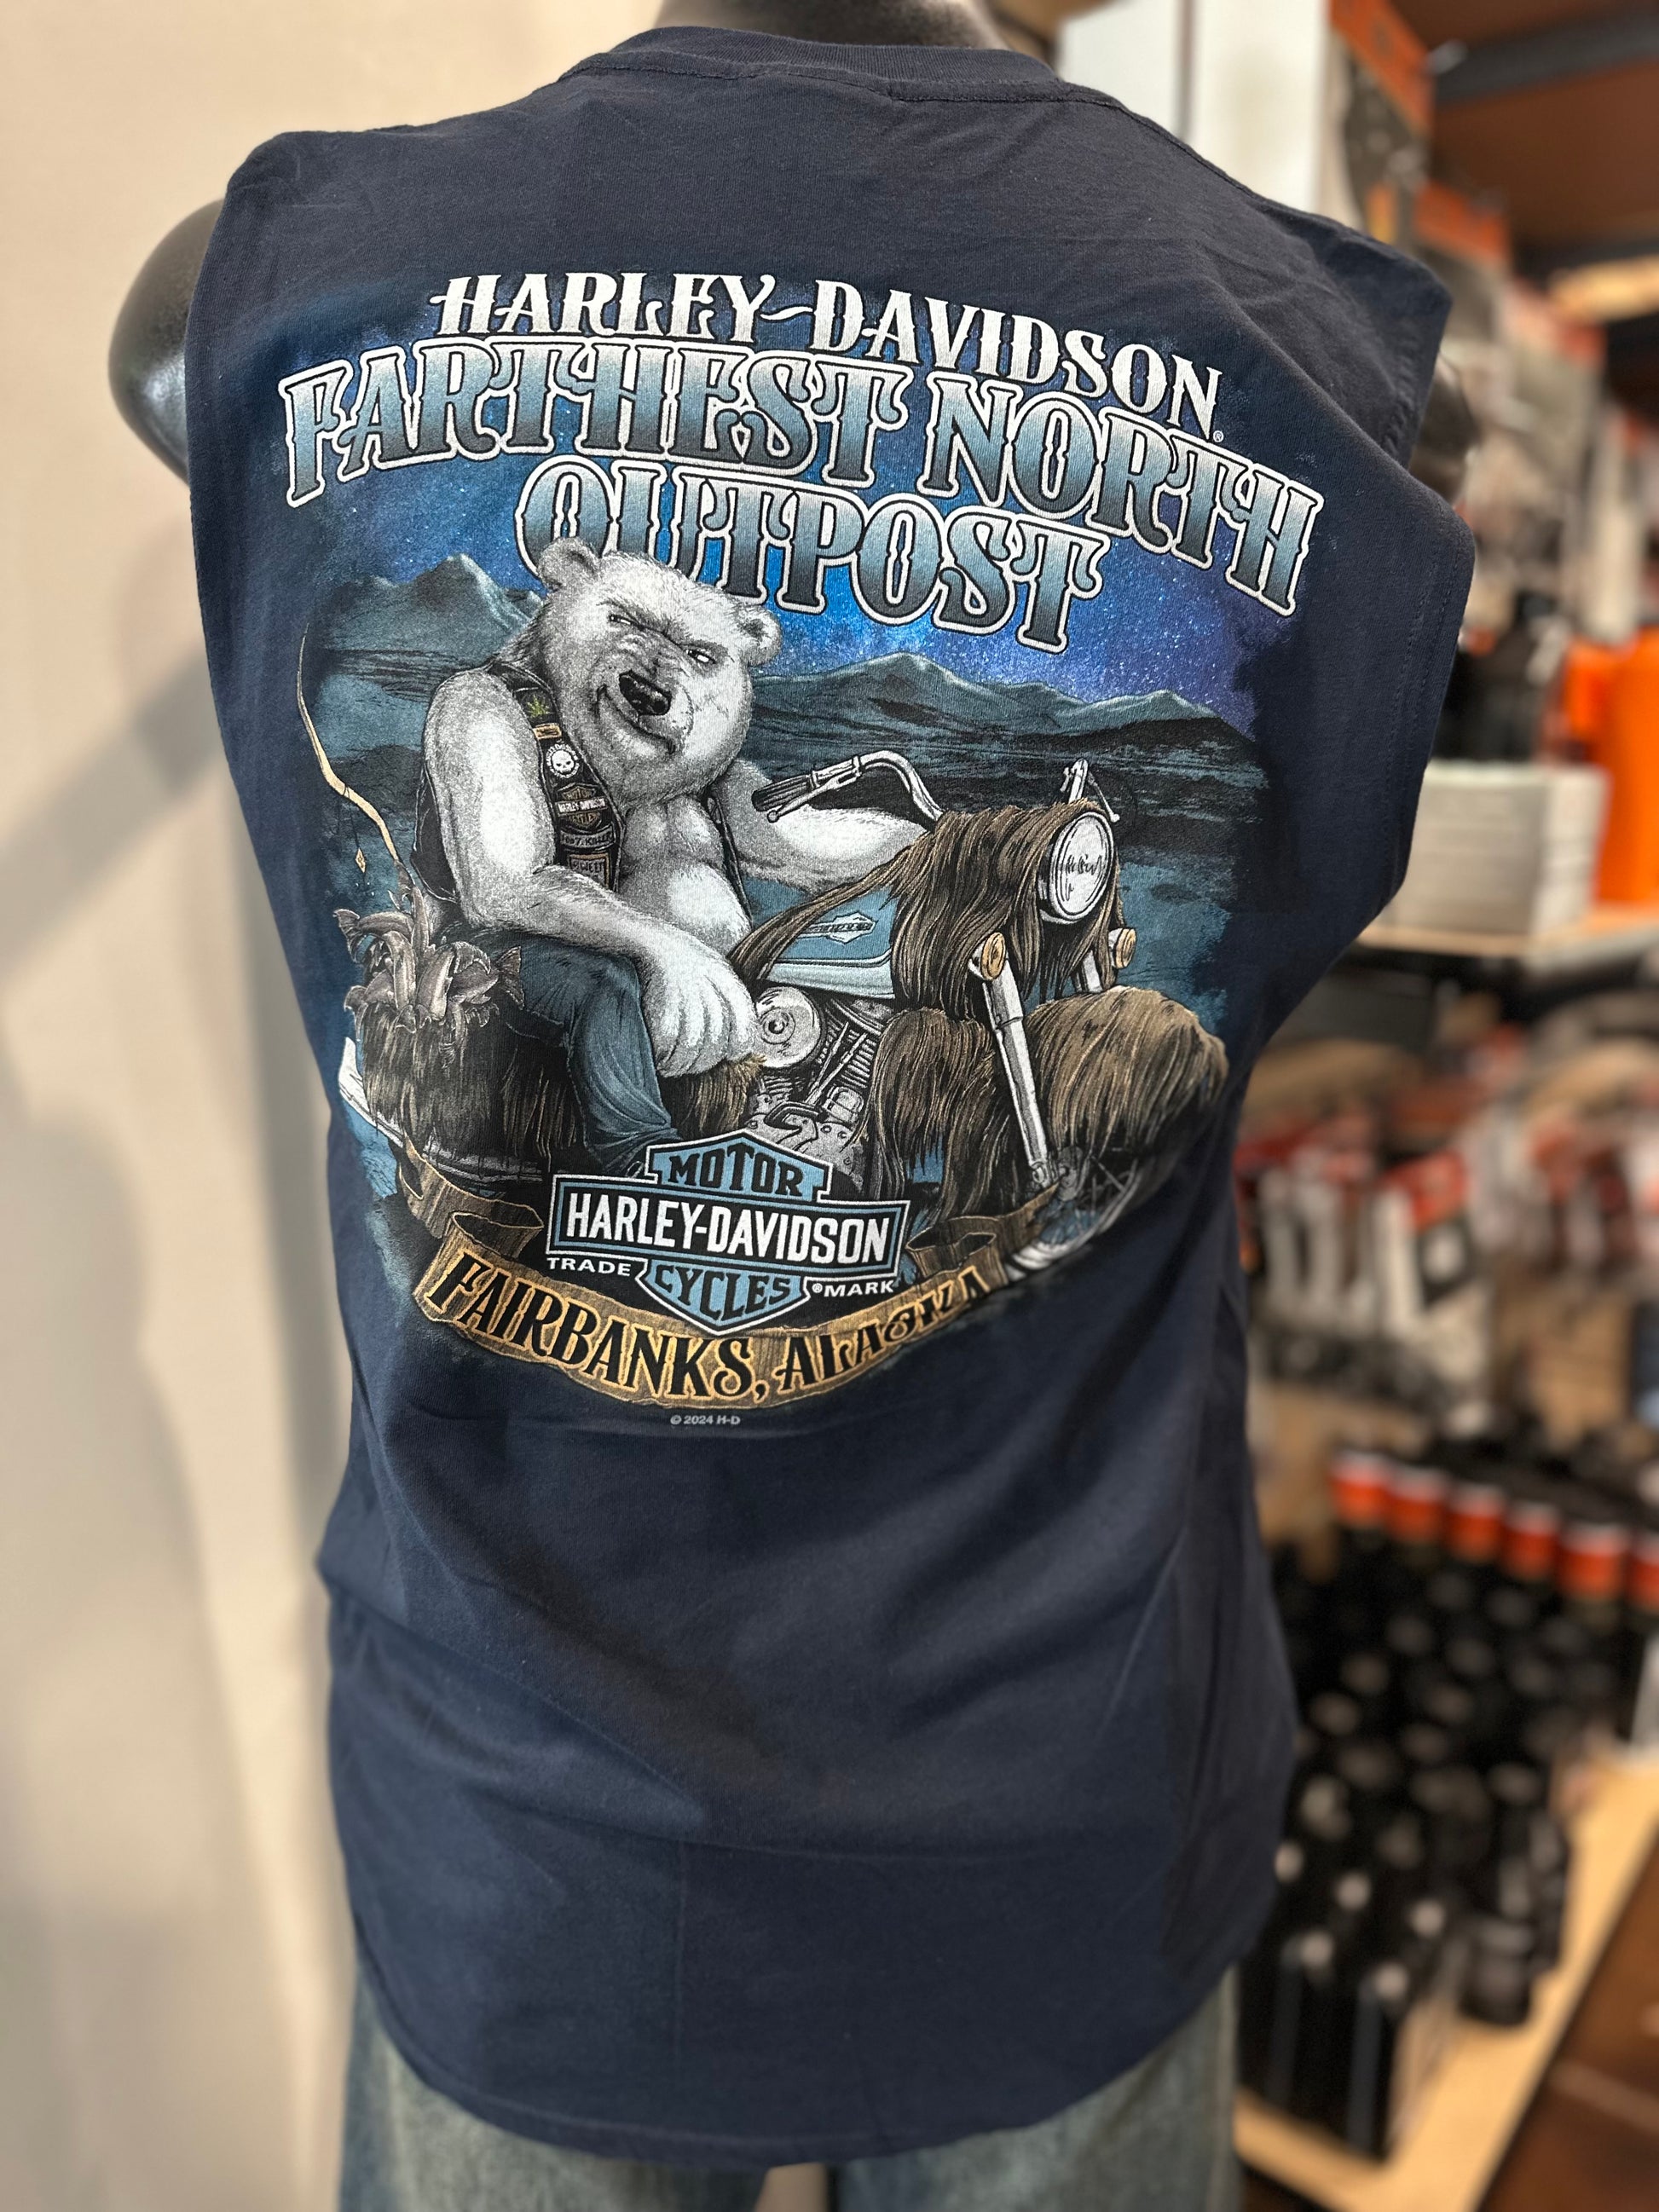 HARLEY-DAVIDSON®
FARTHEST NORTH
OUTPOST
MOTOR
HARLEY-DAVIDSON
TRADE CYCLES ®MARK
FAIRBANKS, ALASKA
© 2024 H-D